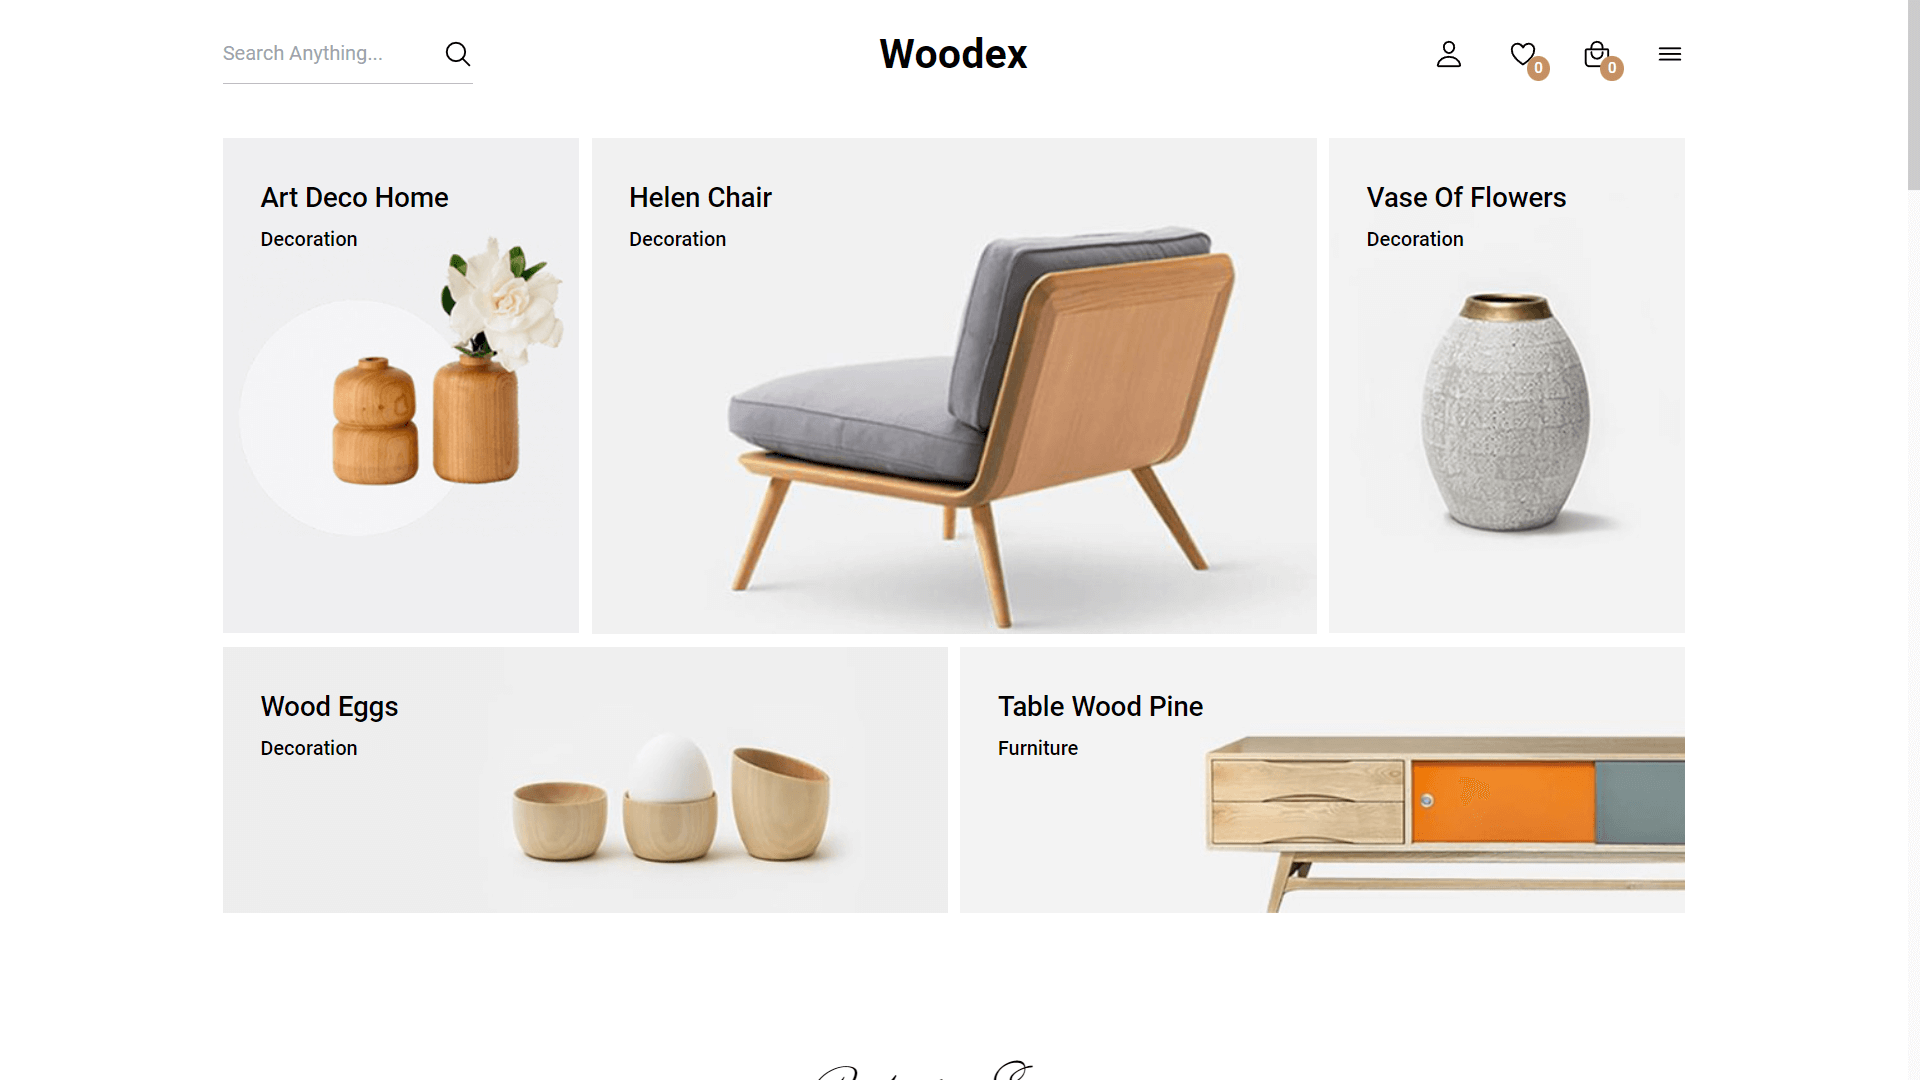 Search Anything...
Woodex
0
0
Art Deco Home
Decoration
Helen Chair
Decoration
Vase Of Flowers
Decoration
Wood Eggs
Decoration
Table Wood Pine
Furniture